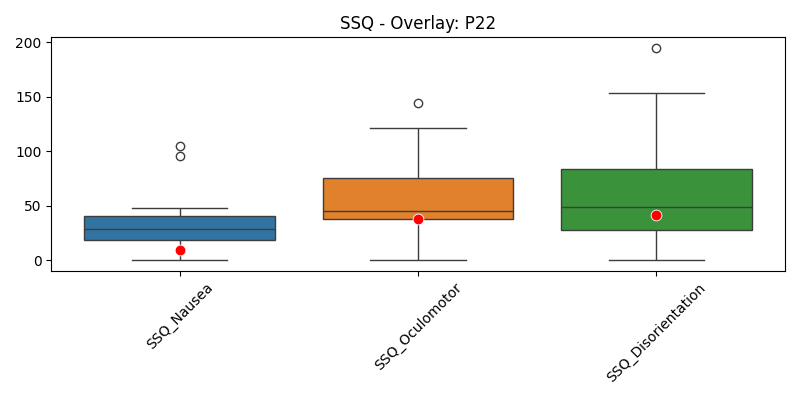 SSQ - Overlay: P22
200
150
100
50
0
SSQ_Nausea
SSQ_Oculomotor
SSQ_Disorientation